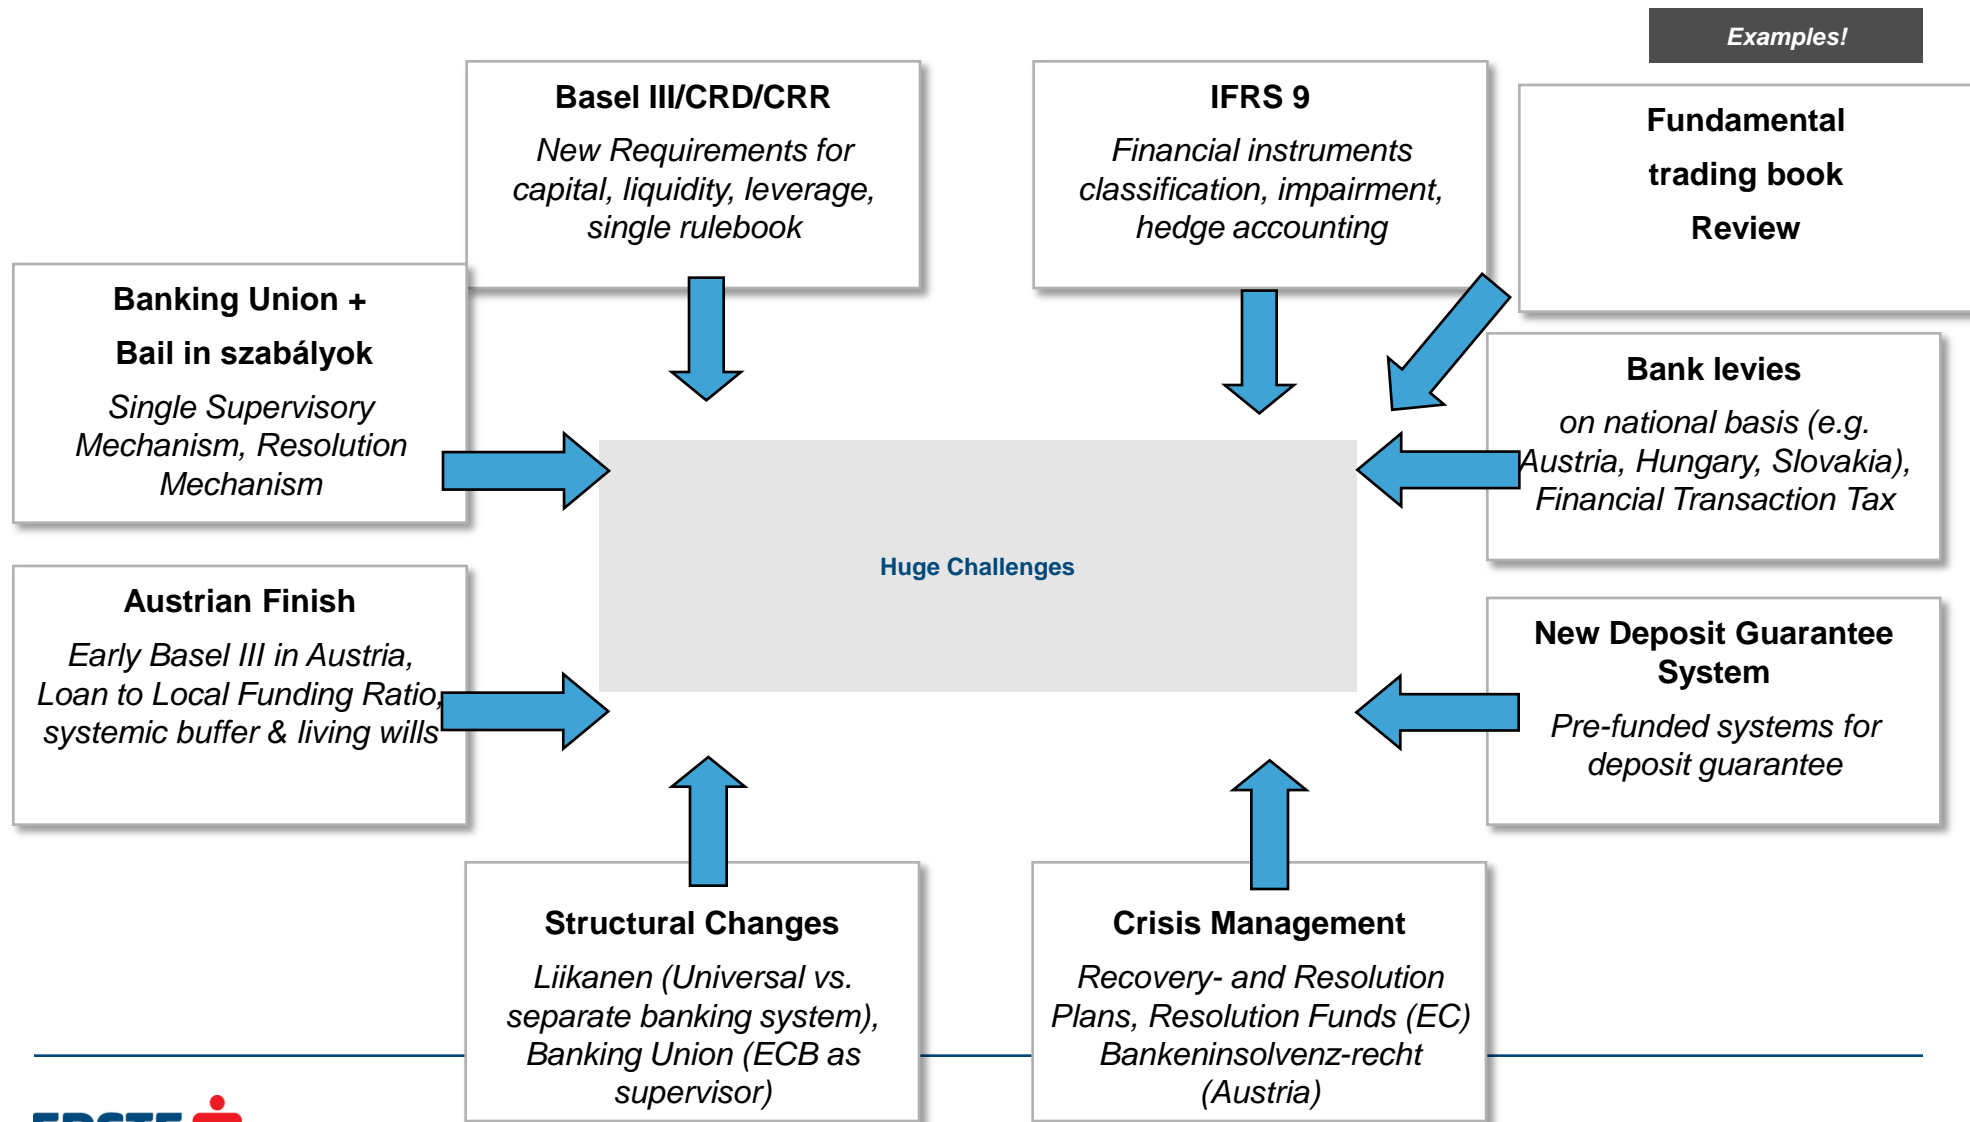 Examples!
Basel III/CRD/CRR
New Requirements for
capital, liquidity, leverage,
single rulebook
IFRS 9
Financial instruments
classification, impairment,
hedge accounting
Fundamental
trading book
Review
Banking Union +
Bail in szabályok
Single Supervisory
Mechanism, Resolution
Mechanism
Bank levies
on national basis (e.g.
Austria, Hungary, Slovakia),
Financial Transaction Tax
Huge Challenges
Austrian Finish
Early Basel III in Austria,
Loan to Local Funding Ratio,
systemic buffer & living wills
New Deposit Guarantee
System
Pre-funded systems for
deposit guarantee
Structural Changes
Liikanen (Universal vs.
separate banking system),
Banking Union (ECB as
supervisor)
Crisis Management
Recovery- and Resolution
Plans, Resolution Funds (EC)
Bankeninsolvenz-recht
(Austria)
ERSTE